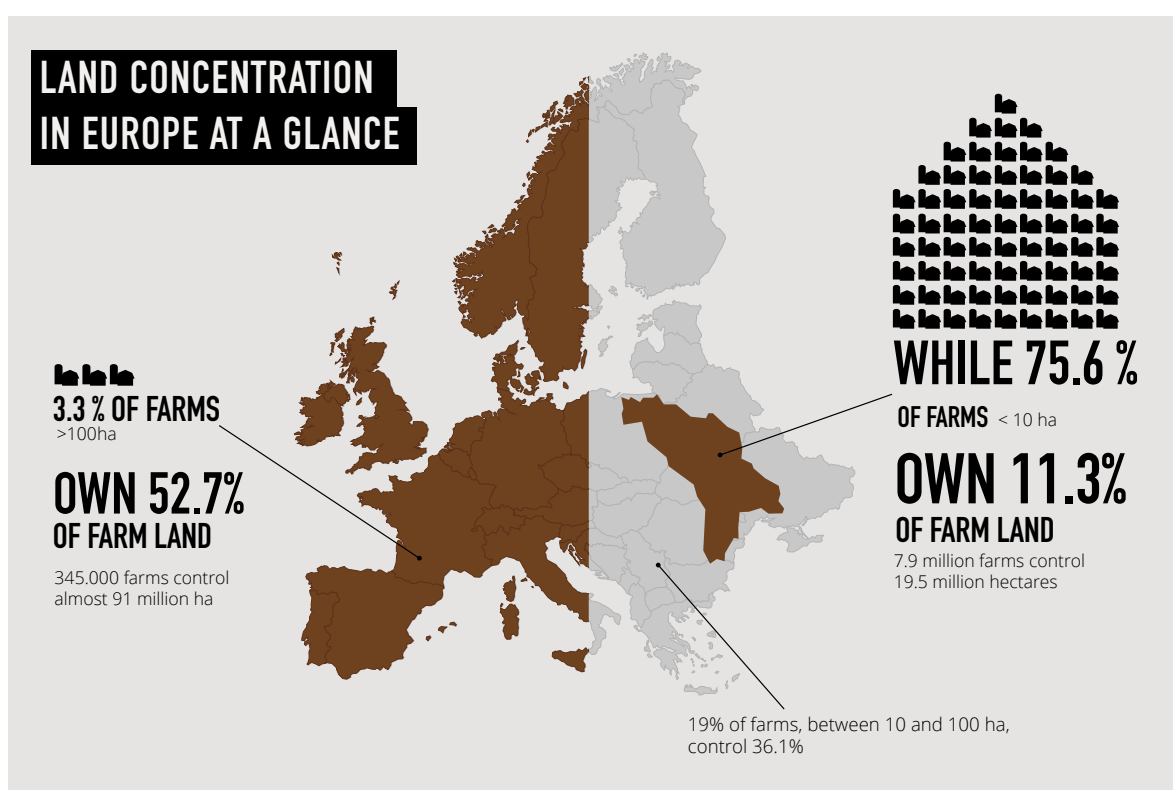 LAND CONCENTRATION
IN EUROPE AT A GLANCE
3.3 % OF FARMS
>100ha
OWN 52.7%
OF FARM LAND
345.000 farms control
almost 91 million ha
WHILE 75.6 %
OF FARMS < 10 ha
OWN 11.3%
OF FARM LAND
7.9 million farms control
19.5 million hectares
19% of farms, between 10 and 100 ha,
control 36.1%